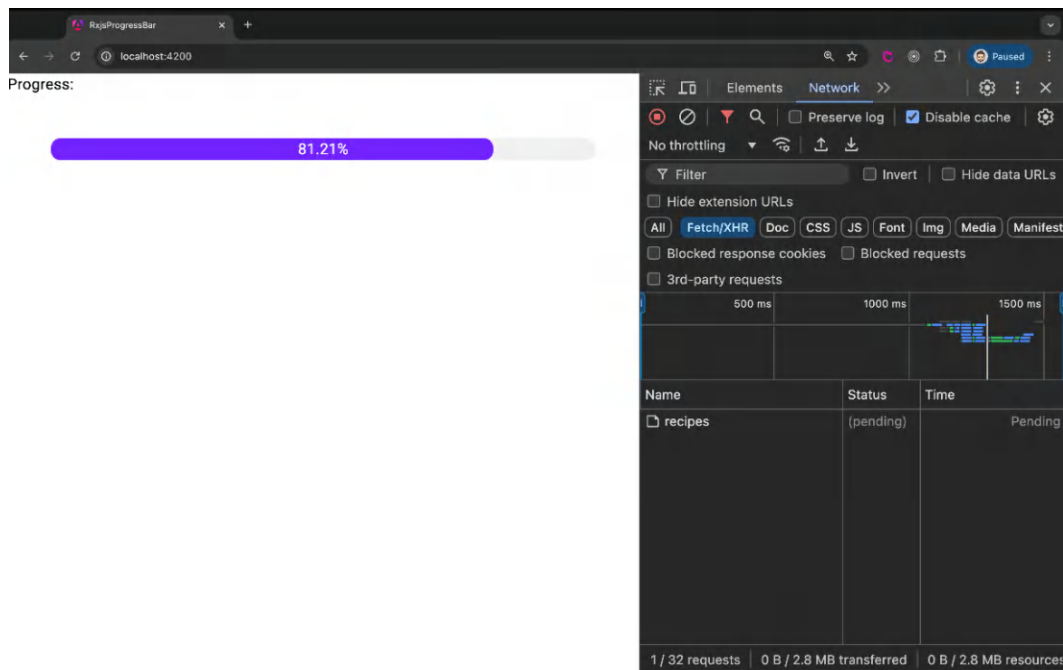 RxjsProgressBar
localhost:4200
Paused
Progress:
81.21%
Elements Network
Preserve log Disable cache
No throttling
Filter Invert Hide data URLs
Hide extension URLs
All Fetch/XHR Doc CSS JS Font Img Media Manifest
Blocked response cookies Blocked requests
3rd-party requests
500 ms 1000 ms 1500 ms
Name Status Time
recipes (pending) Pending
1 / 32 requests 0 B / 2.8 MB transferred 0 B / 2.8 MB resources